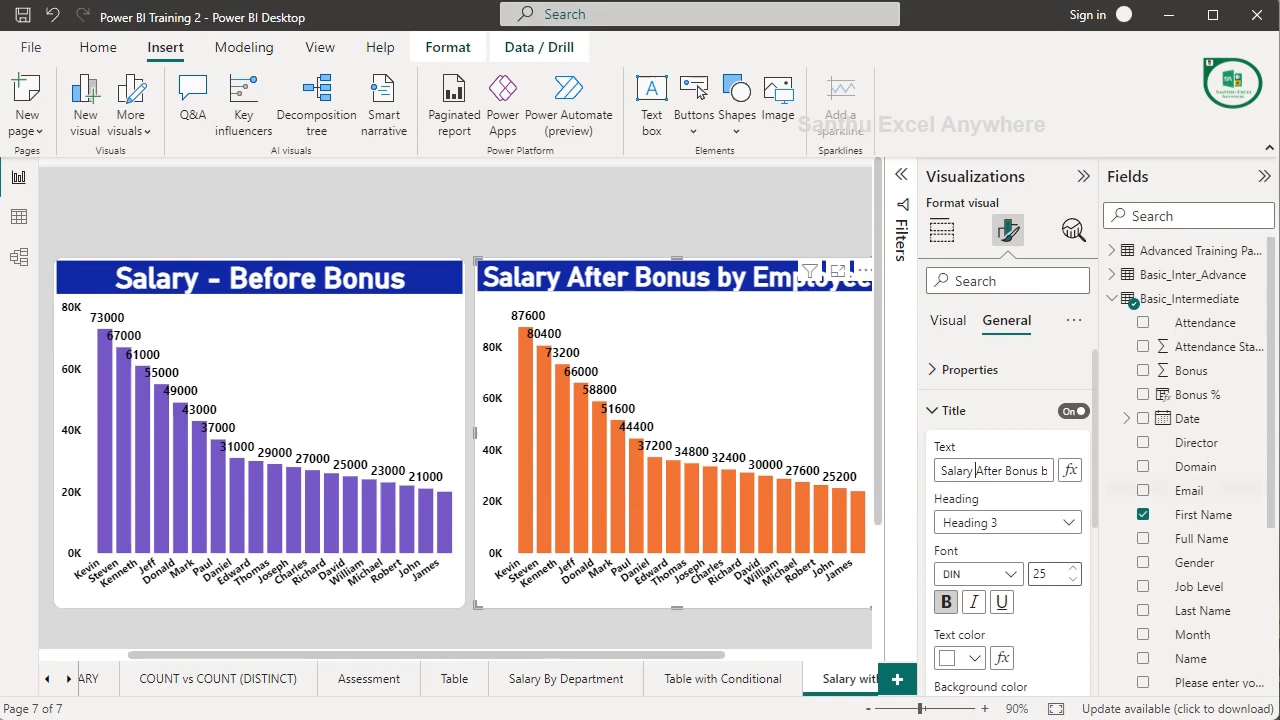 Power BI Training 2 - Power BI Desktop
Search
Sign in
File
Home
Insert
Modeling
View
Help
Format
Data / Drill
New page
New visual
More visuals
Q&A
Key influencers
Decomposition tree
Smart narrative
Paginated report
Power Apps
Power Automate (preview)
Text box
Buttons
Shapes
Image
Add a sparkline
Pages
Visuals
AI visuals
Power Platform
Elements
Sparklines
SANTHU EXCEL ANYWHERE
Santhu Excel Anywhere
Salary - Before Bonus
80K
60K
40K
20K
0K
73000
67000
61000
55000
49000
43000
37000
31000
29000
27000
25000
23000
21000
Kevin
Steven
Kenneth
Jeff
Donald
Mark
Paul
Daniel
Edward
Thomas
Joseph
Charles
Richard
David
William
Michael
Robert
John
James
Salary After Bonus by Employee
80K
60K
40K
20K
0K
87600
80400
73200
66000
58800
51600
44400
37200
34800
32400
30000
27600
25200
Kevin
Steven
Kenneth
Jeff
Donald
Mark
Paul
Daniel
Edward
Thomas
Joseph
Charles
Richard
David
William
Michael
Robert
John
James
Filters
Visualizations
Format visual
Search
Visual
General
...
Properties
Title
On
Text
Salary After Bonus b
fx
Heading
Heading 3
Font
DIN
25
B
I
U
Text color
fx
Background color
Fields
Search
Advanced Training Pa...
Basic_Inter_Advance
Basic_Intermediate
Attendance
Attendance Sta...
Bonus
Bonus %
Date
Director
Domain
Email
First Name
Full Name
Gender
Job Level
Last Name
Month
Name
Please enter yo...
ARY
COUNT vs COUNT (DISTINCT)
Assessment
Table
Salary By Department
Table with Conditional
Salary with
+
Page 7 of 7
- + 90%
Update available (click to download)